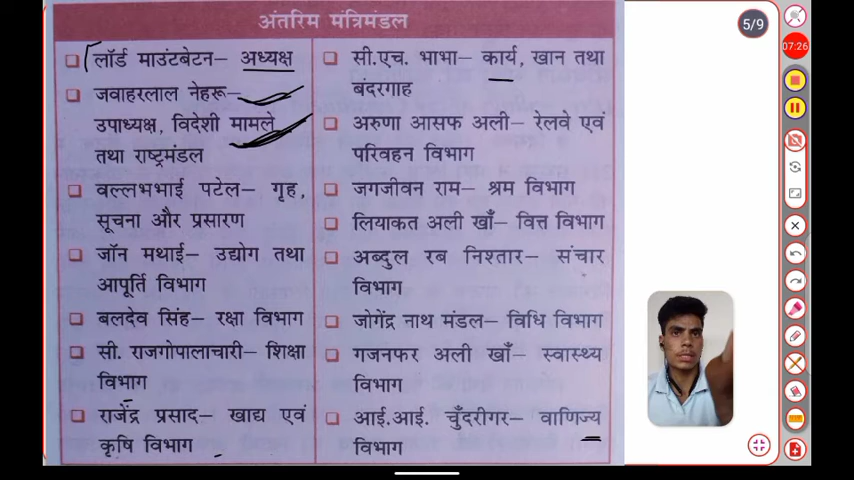 अंतरिम मंत्रिमंडल
लॉर्ड माउंटबेटन– अध्यक्ष
जवाहरलाल नेहरू–
उपाध्यक्ष, विदेशी मामले
तथा राष्ट्रमंडल
वल्लभभाई पटेल– गृह,
सूचना और प्रसारण
जॉन मथाई– उद्योग तथा
आपूर्ति विभाग
बलदेव सिंह– रक्षा विभाग
सी. राजगोपालाचारी– शिक्षा
विभाग
राजेंद्र प्रसाद– खाद्य एवं
कृषि विभाग
सी.एच. भाभा– कार्य, खान तथा
बदरगाह
अरुणा आसफ अली– रेलवे एवं
परिवहन विभाग
जगजीवन राम– श्रम विभाग
लियाकत अली खाँ– वित्त विभाग
अब्दुल रब निश्तार– संचार
विभाग
जोगेंद्र नाथ मंडल– विधि विभाग
गजनफर अली खाँ– स्वास्थ्य
विभाग
आई.आई. चुँदरीगर– वाणिज्य
विभाग
5/9
07:26